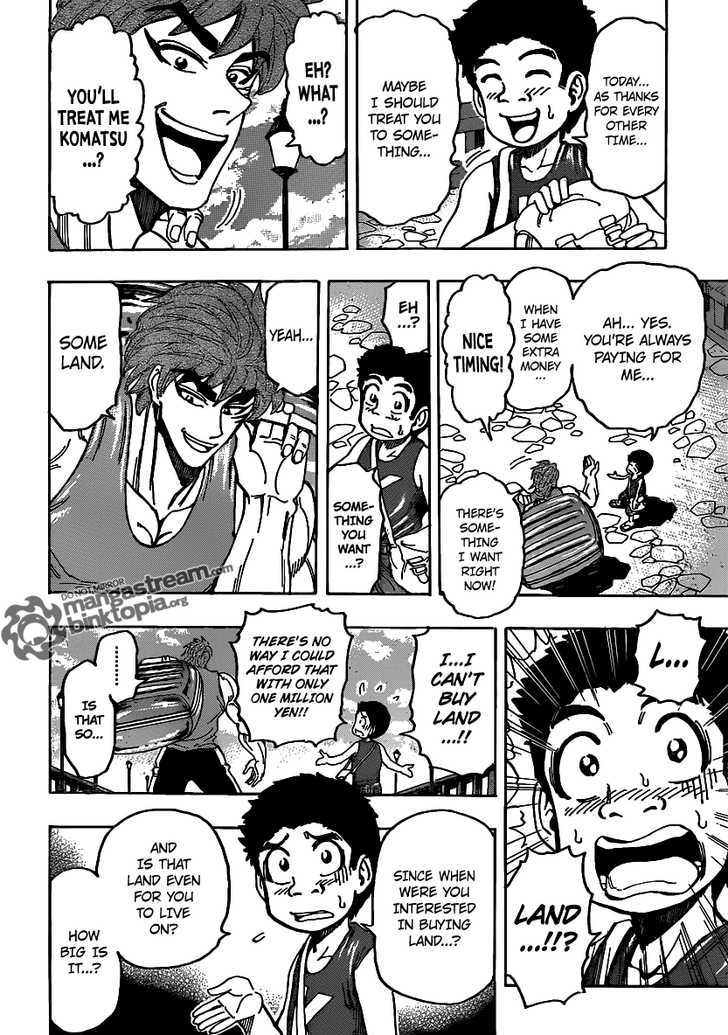 TODAY...
AS THANKS
FOR EVERY
OTHER
TIME...
MAYBE
I SHOULD
TREAT YOU
TO SOME-
THING...
EH?
WHAT
...?
YOU'LL
TREAT ME
KOMATSU
...?
AH... YES.
YOU'RE ALWAYS
PAYING FOR
ME...
WHEN
I HAVE
SOME
EXTRA
MONEY
...
NICE
TIMING!
THERE'S
SOME-
THING
I WANT
RIGHT
NOW!
EH
...?
SOME-
THING YOU
WANT
...?
YEAH...
SOME
LAND.
L...
LAND
...!!?
I...I
CAN'T
BUY
LAND
...!!
THERE'S NO
WAY I COULD
AFFORD THAT
WITH ONLY
ONE MILLION
YEN!!
.......
IS
THAT
SO...
SINCE WHEN
WERE YOU
INTERESTED
IN BUYING
LAND...?
AND
IS THAT
LAND EVEN
FOR YOU
TO LIVE
ON?
HOW
BIG IS
IT...?
DO NOT MIRROR
mangastream.com
binktopia.org